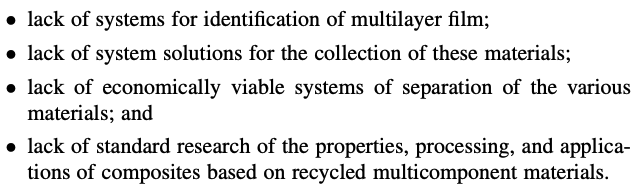 • lack of systems for identification of multilayer film;
• lack of system solutions for the collection of these materials;
• lack of economically viable systems of separation of the various
materials; and
• lack of standard research of the properties, processing, and applica-
tions of composites based on recycled multicomponent materials.